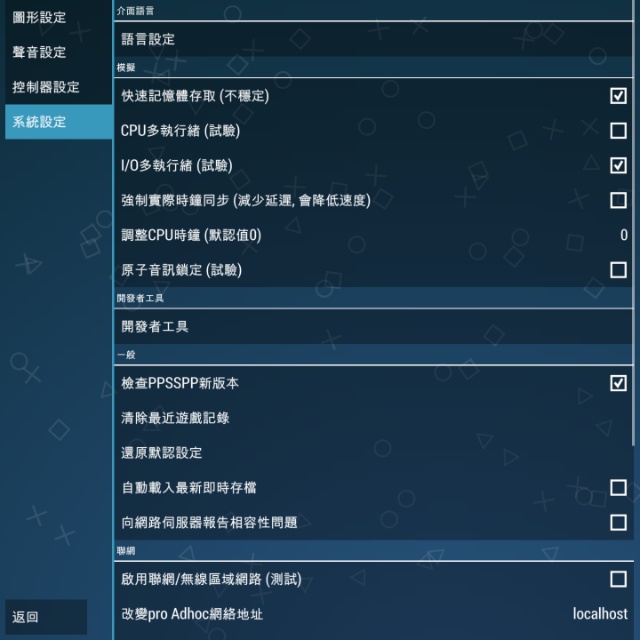 圖形設定
聲音設定
控制器設定
系統設定
返回
介面語言
語言設定
模擬
快速記憶體存取 (不穩定)
CPU多執行緒 (試驗)
I/O多執行緒 (試驗)
強制實際時鐘同步 (減少延遲, 會降低速度)
調整CPU時鐘 (默認值0) 0
原子音訊鎖定 (試驗)
開發者工具
開發者工具
一般
檢查PPSSPP新版本
清除最近遊戲記錄
還原默認設定
自動載入最新即時存檔
向網路伺服器報告相容性問題
聯網
啟用聯網/無線區域網路 (測試)
改變pro Adhoc網絡地址 localhost